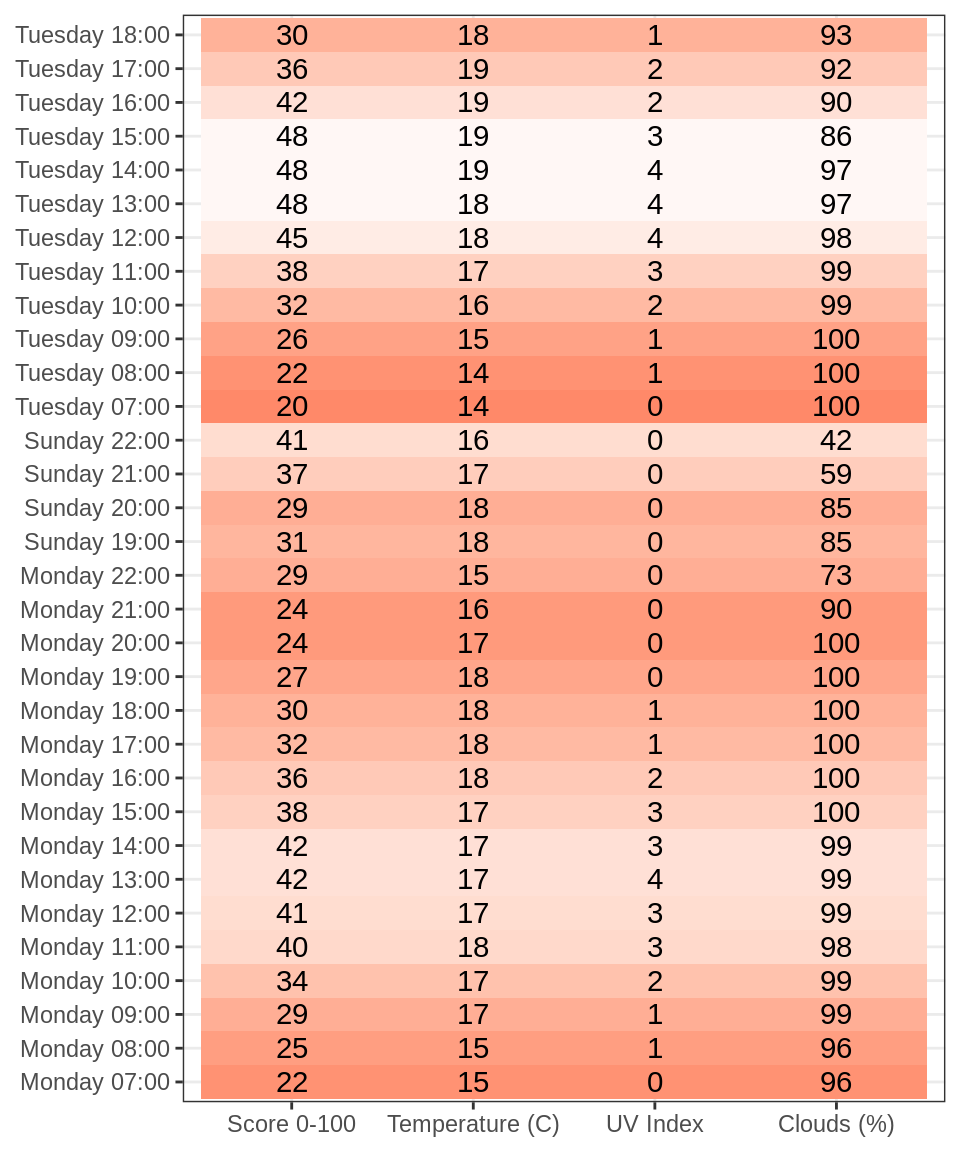 Tuesday 18:00 30 18 1 93
Tuesday 17:00 36 19 2 92
Tuesday 16:00 42 19 2 90
Tuesday 15:00 48 19 3 86
Tuesday 14:00 48 19 4 97
Tuesday 13:00 48 18 4 97
Tuesday 12:00 45 18 4 98
Tuesday 11:00 38 17 3 99
Tuesday 10:00 32 16 2 99
Tuesday 09:00 26 15 1 100
Tuesday 08:00 22 14 1 100
Tuesday 07:00 20 14 0 100
Sunday 22:00 41 16 0 42
Sunday 21:00 37 17 0 59
Sunday 20:00 29 18 0 85
Sunday 19:00 31 18 0 85
Monday 22:00 29 15 0 73
Monday 21:00 24 16 0 90
Monday 20:00 24 17 0 100
Monday 19:00 27 18 0 100
Monday 18:00 30 18 1 100
Monday 17:00 32 18 1 100
Monday 16:00 36 18 2 100
Monday 15:00 38 17 3 100
Monday 14:00 42 17 3 99
Monday 13:00 42 17 4 99
Monday 12:00 41 17 3 99
Monday 11:00 40 18 3 98
Monday 10:00 34 17 2 99
Monday 09:00 29 17 1 99
Monday 08:00 25 15 1 96
Monday 07:00 22 15 0 96
Score 0-100 Temperature (C) UV Index Clouds (%)